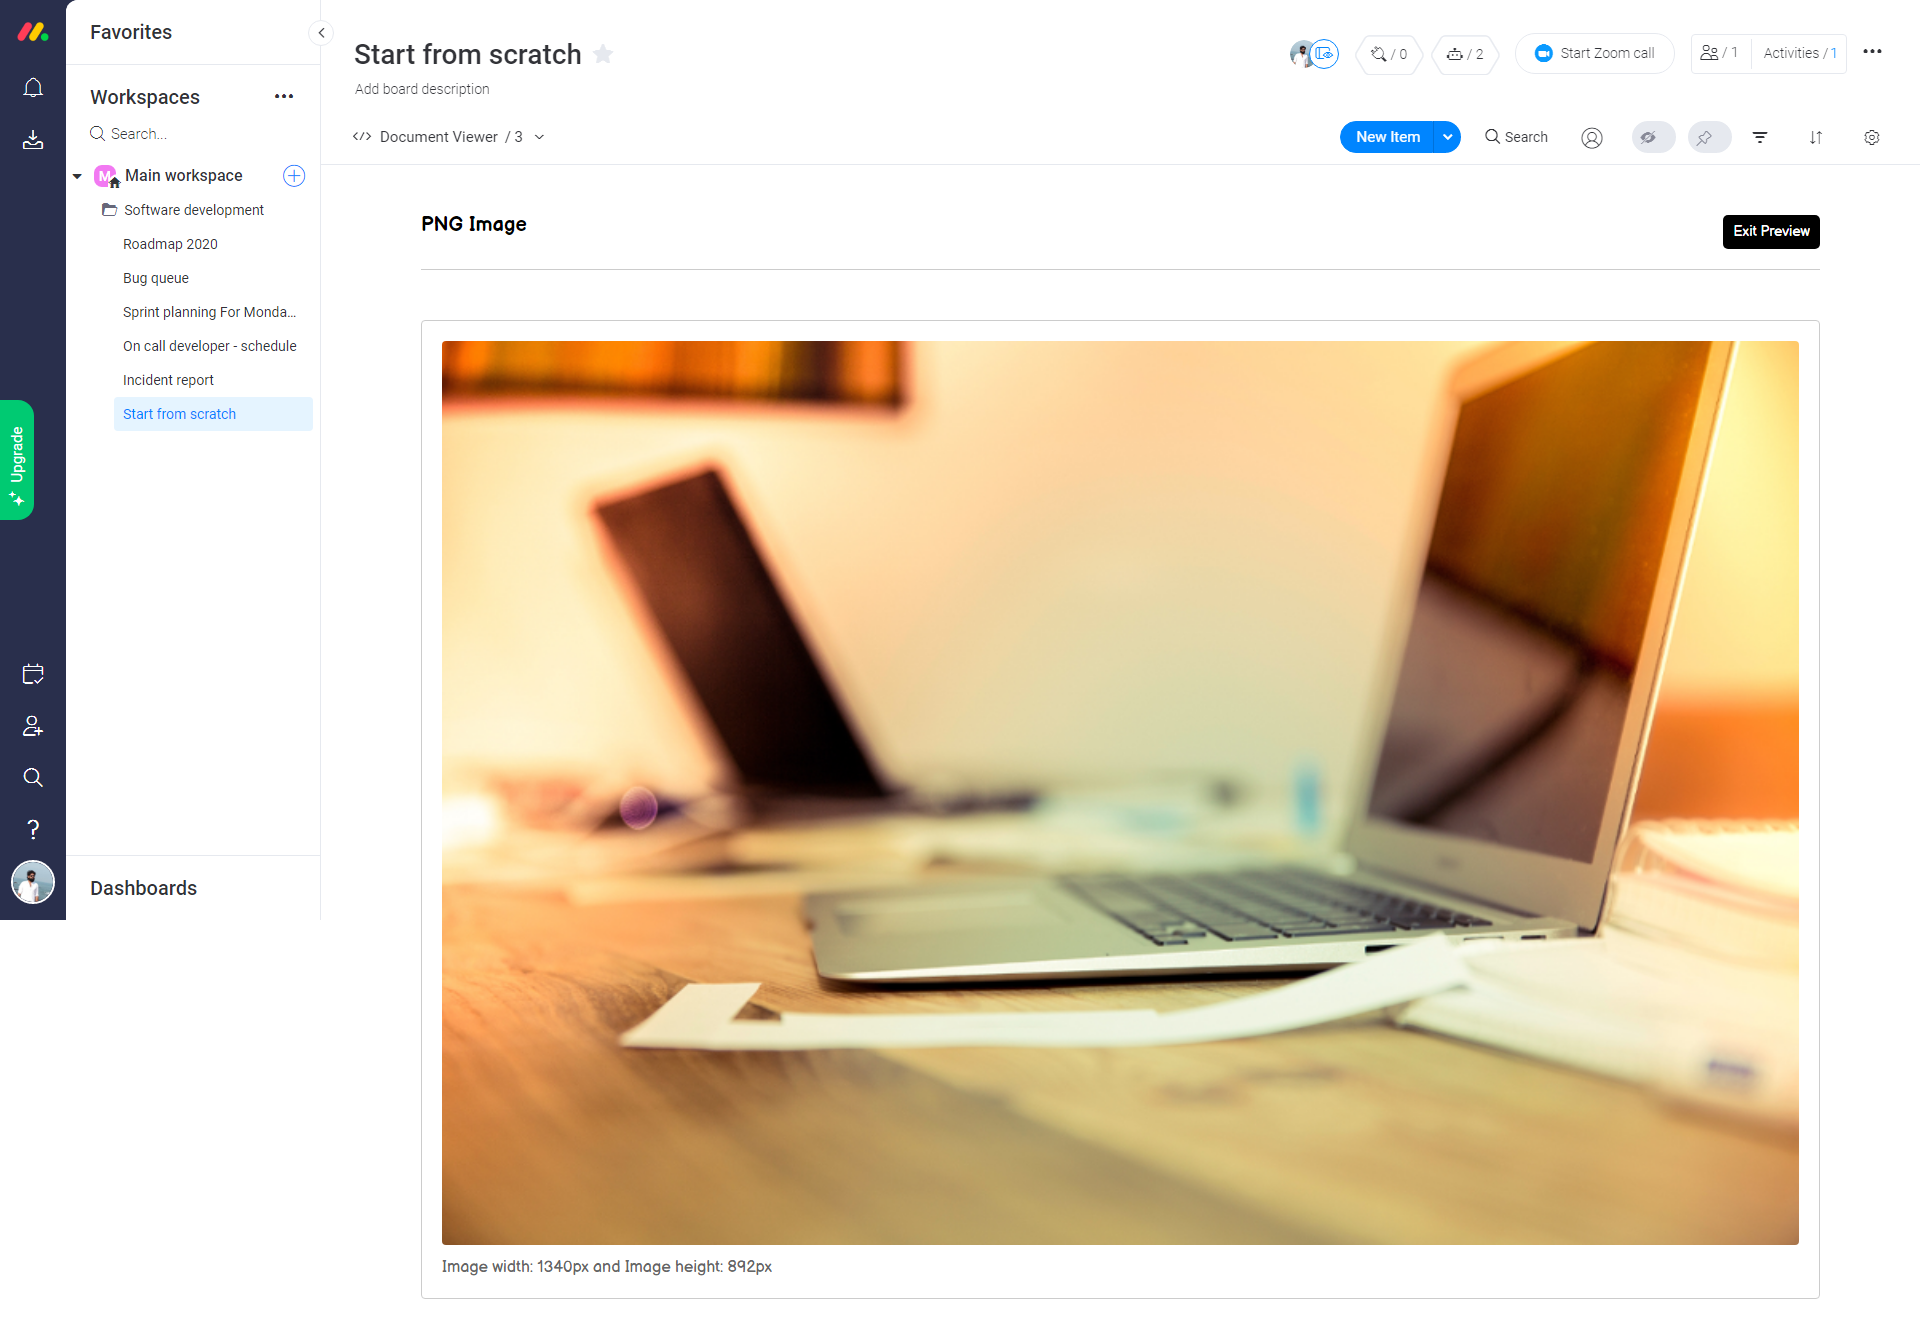 Favorites
Workspaces
Search...
M
Main workspace
Software development
Roadmap 2020
Bug queue
Sprint planning For Monda...
On call developer - schedule
Incident report
Start from scratch
Upgrade
?
Dashboards
Start from scratch
Add board description
/ 0
/ 2
Start Zoom call
/ 1
Activities / 1
Document Viewer / 3
New Item
Search
PNG Image
Exit Preview
Image width: 1340px and Image height: 892px